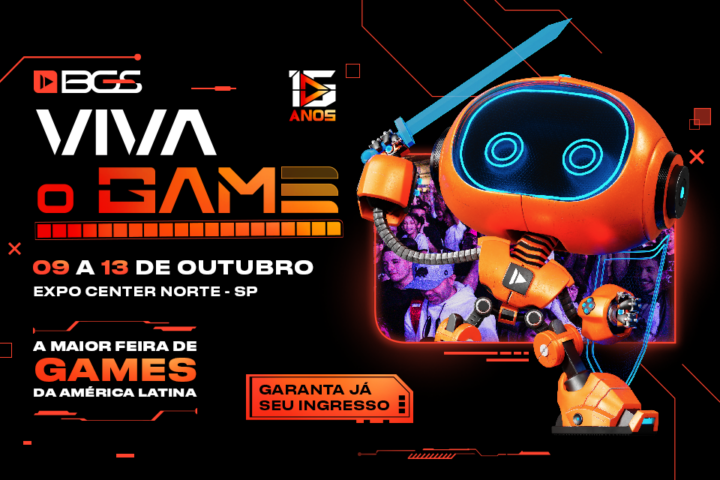 BGS
15
ANOS
VIVA
O GAME
09 A 13 DE OUTUBRO
EXPO CENTER NORTE - SP
A MAIOR FEIRA DE
GAMES
DA AMÉRICA LATINA
GARANTA JÁ
SEU INGRESSO